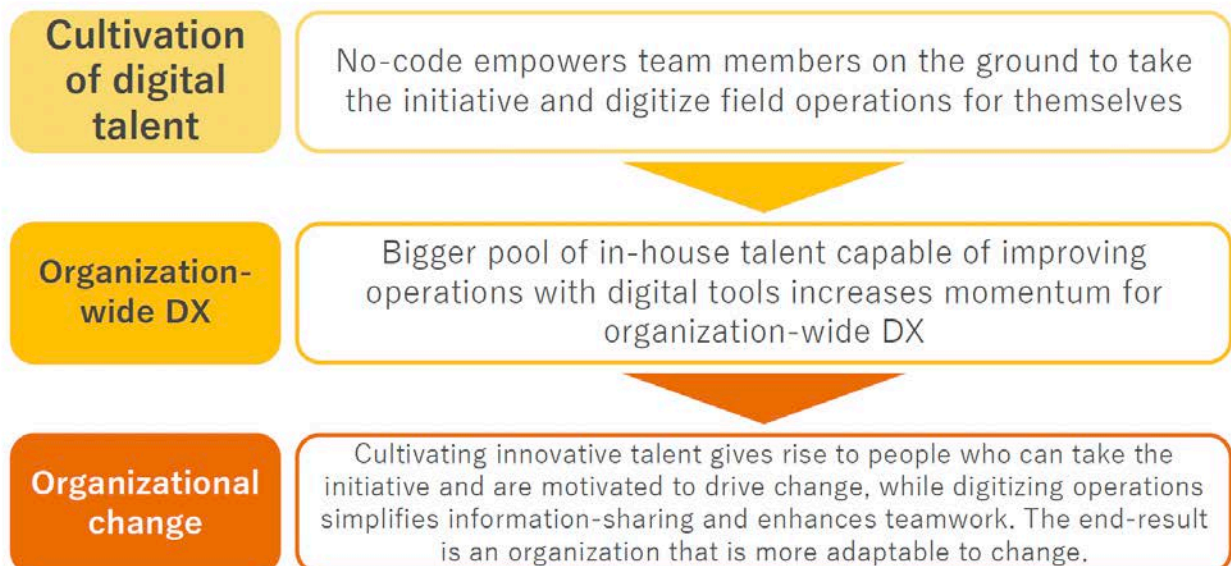 Cultivation
of digital
talent
No-code empowers team members on the ground to take
the initiative and digitize field operations for themselves
Organization-
wide DX
Bigger pool of in-house talent capable of improving
operations with digital tools increases momentum for
organization-wide DX
Organizational
change
Cultivating innovative talent gives rise to people who can take the
initiative and are motivated to drive change, while digitizing operations
simplifies information-sharing and enhances teamwork. The end-result
is an organization that is more adaptable to change.